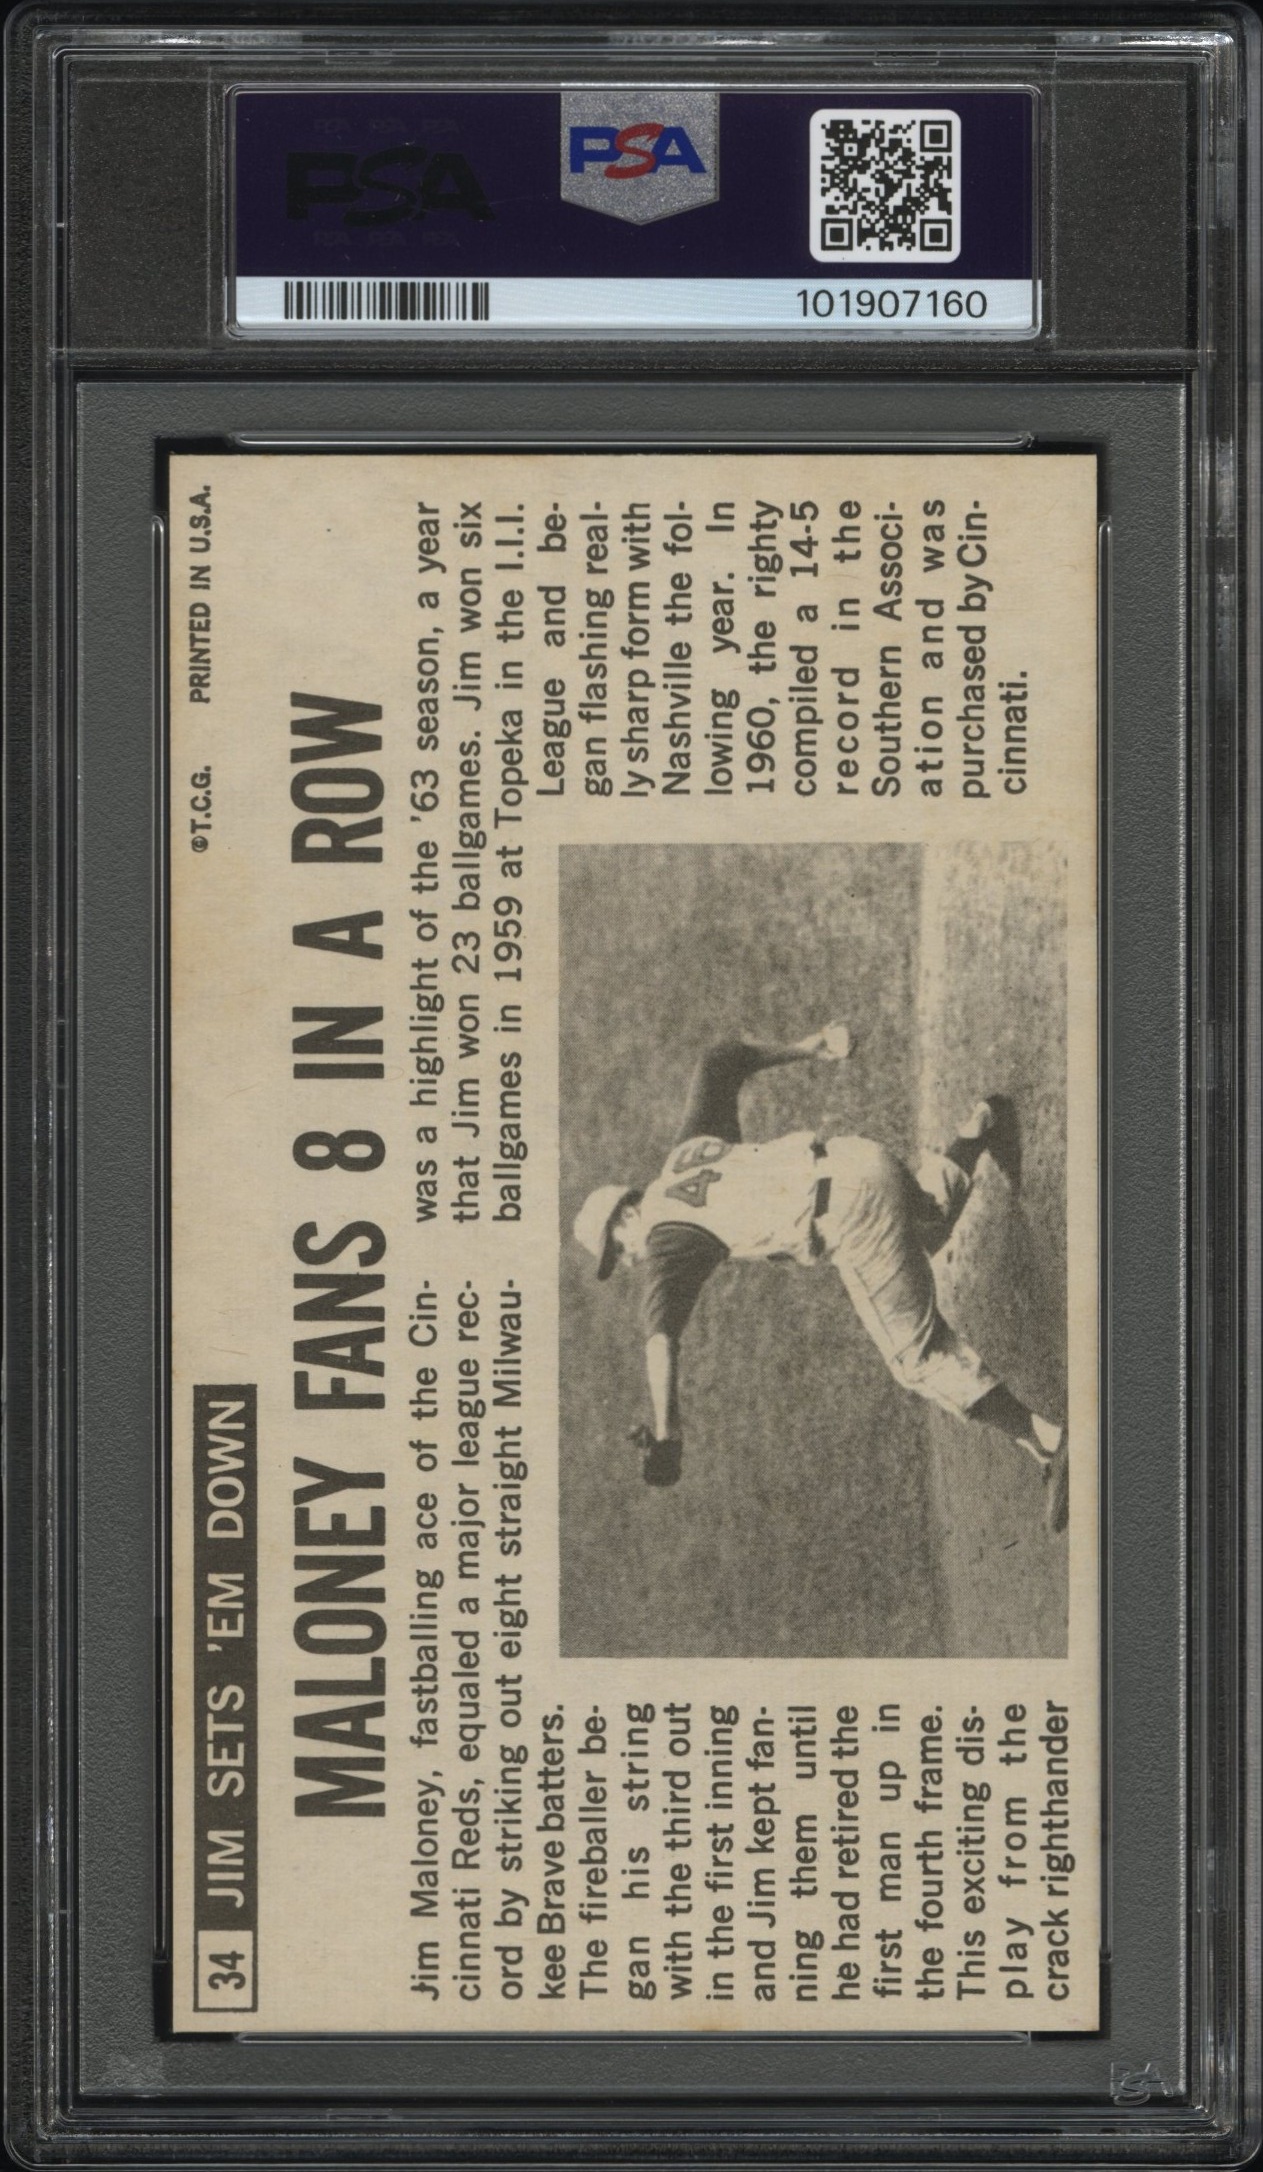 PSA
PSA
101907160
34 JIM SETS 'EM DOWN
©T.C.G. PRINTED IN U.S.A.
MALONEY FANS 8 IN A ROW
Jim Maloney, fastballing ace of the Cin-
cinnati Reds, equaled a major league rec-
ord by striking out eight straight Milwau-
kee Brave batters.
The fireballer be-
gan his string
with the third out
in the first inning
and Jim kept fan-
ning them until
he had retired the
first man up in
the fourth frame.
This exciting dis-
play from the
crack righthander
was a highlight of the '63 season, a year
that Jim won 23 ballgames. Jim won six
ballgames in 1959 at Topeka in the I.I.I.
League and be-
gan flashing real-
ly sharp form with
Nashville the fol-
lowing year. In
1960, the righty
compiled a 14-5
record in the
Southern Associ-
ation and was
purchased by Cin-
cinnati.
46
PSA